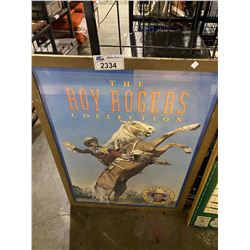 2334
THE
ROY ROGERS
COLLECTION